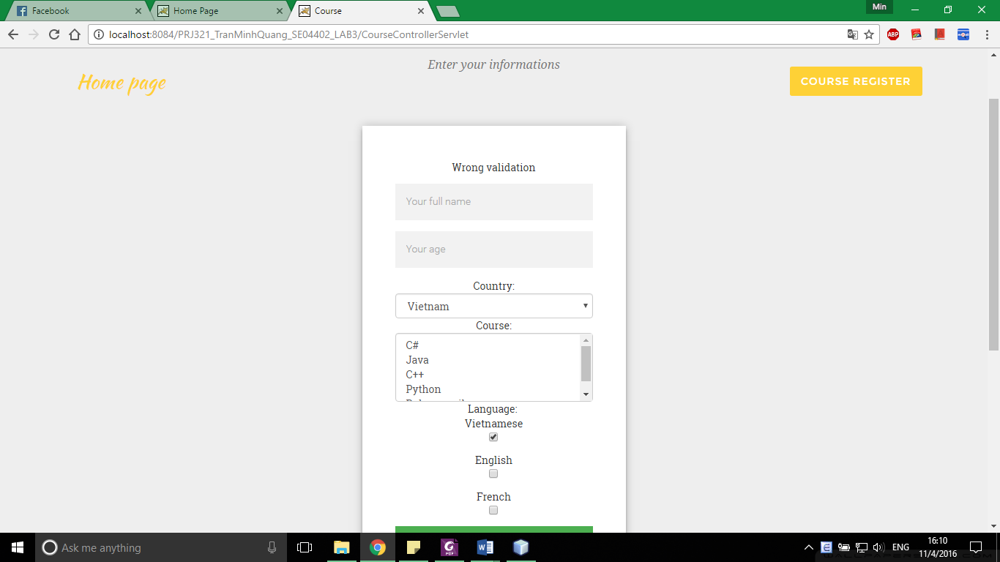 Facebook
Home Page
Course
Min
localhost:8084/PRJ321_TranMinhQuang_SE04402_LAB3/CourseControllerServlet
ABP
Enter your informations
Home page
COURSE REGISTER
Wrong validation
Your full name
Your age
Country:
Vietnam
Course:
C#
Java
C++
Python
Language:
Vietnamese
English
French
Ask me anything
PDF
ENG
16:10
11/4/2016